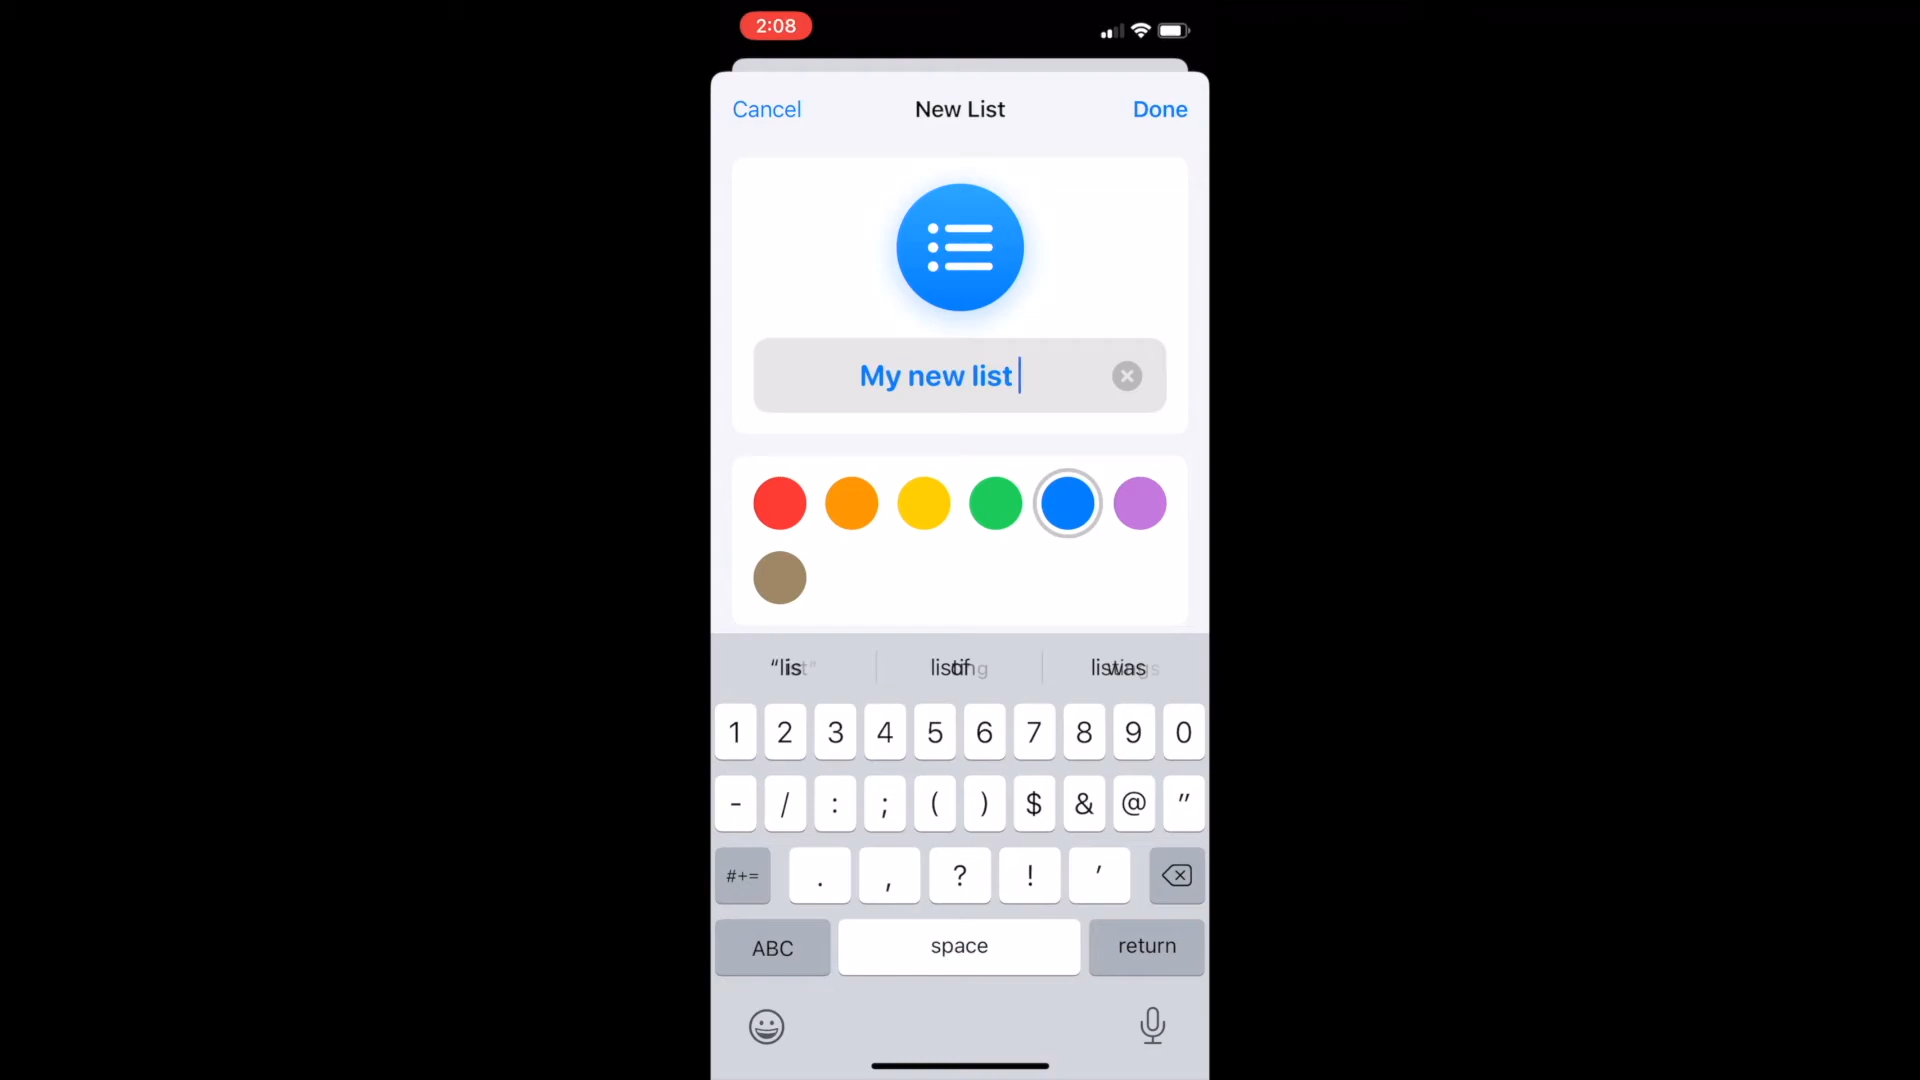 2:08
Cancel New List Done
My new list
1 2 3 4 5 6 7 8 9 0
- / : ; ( ) $ & @ "
#+= . , ? ! '
ABC space return